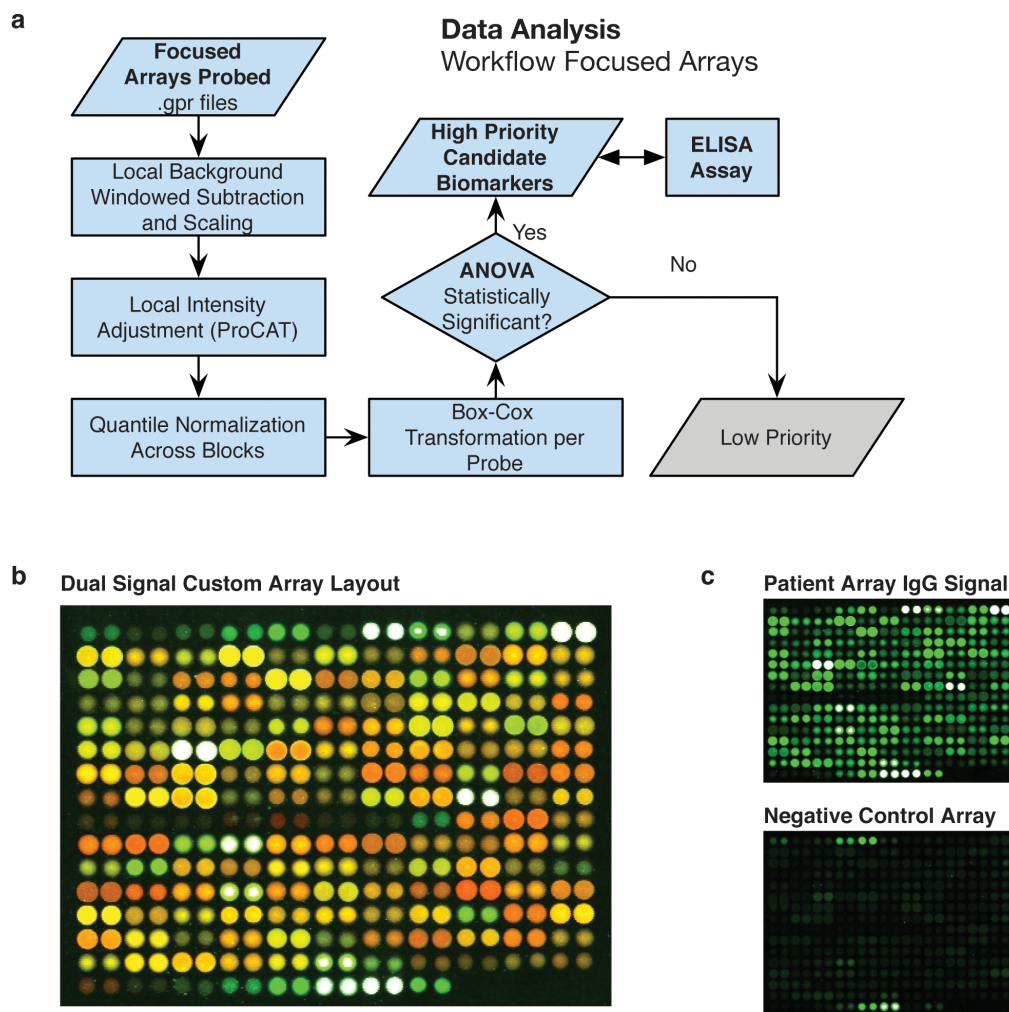 a
Data Analysis
Workflow Focused Arrays
Focused
Arrays Probed
.gpr files
Local Background
Windowed Subtraction
and Scaling
Local Intensity
Adjustment (ProCAT)
Quantile Normalization
Across Blocks
Box-Cox
Transformation per
Probe
ANOVA
Statistically
Significant?
Yes
No
High Priority
Candidate
Biomarkers
ELISA
Assay
Low Priority
b
Dual Signal Custom Array Layout
c
Patient Array IgG Signal
Negative Control Array